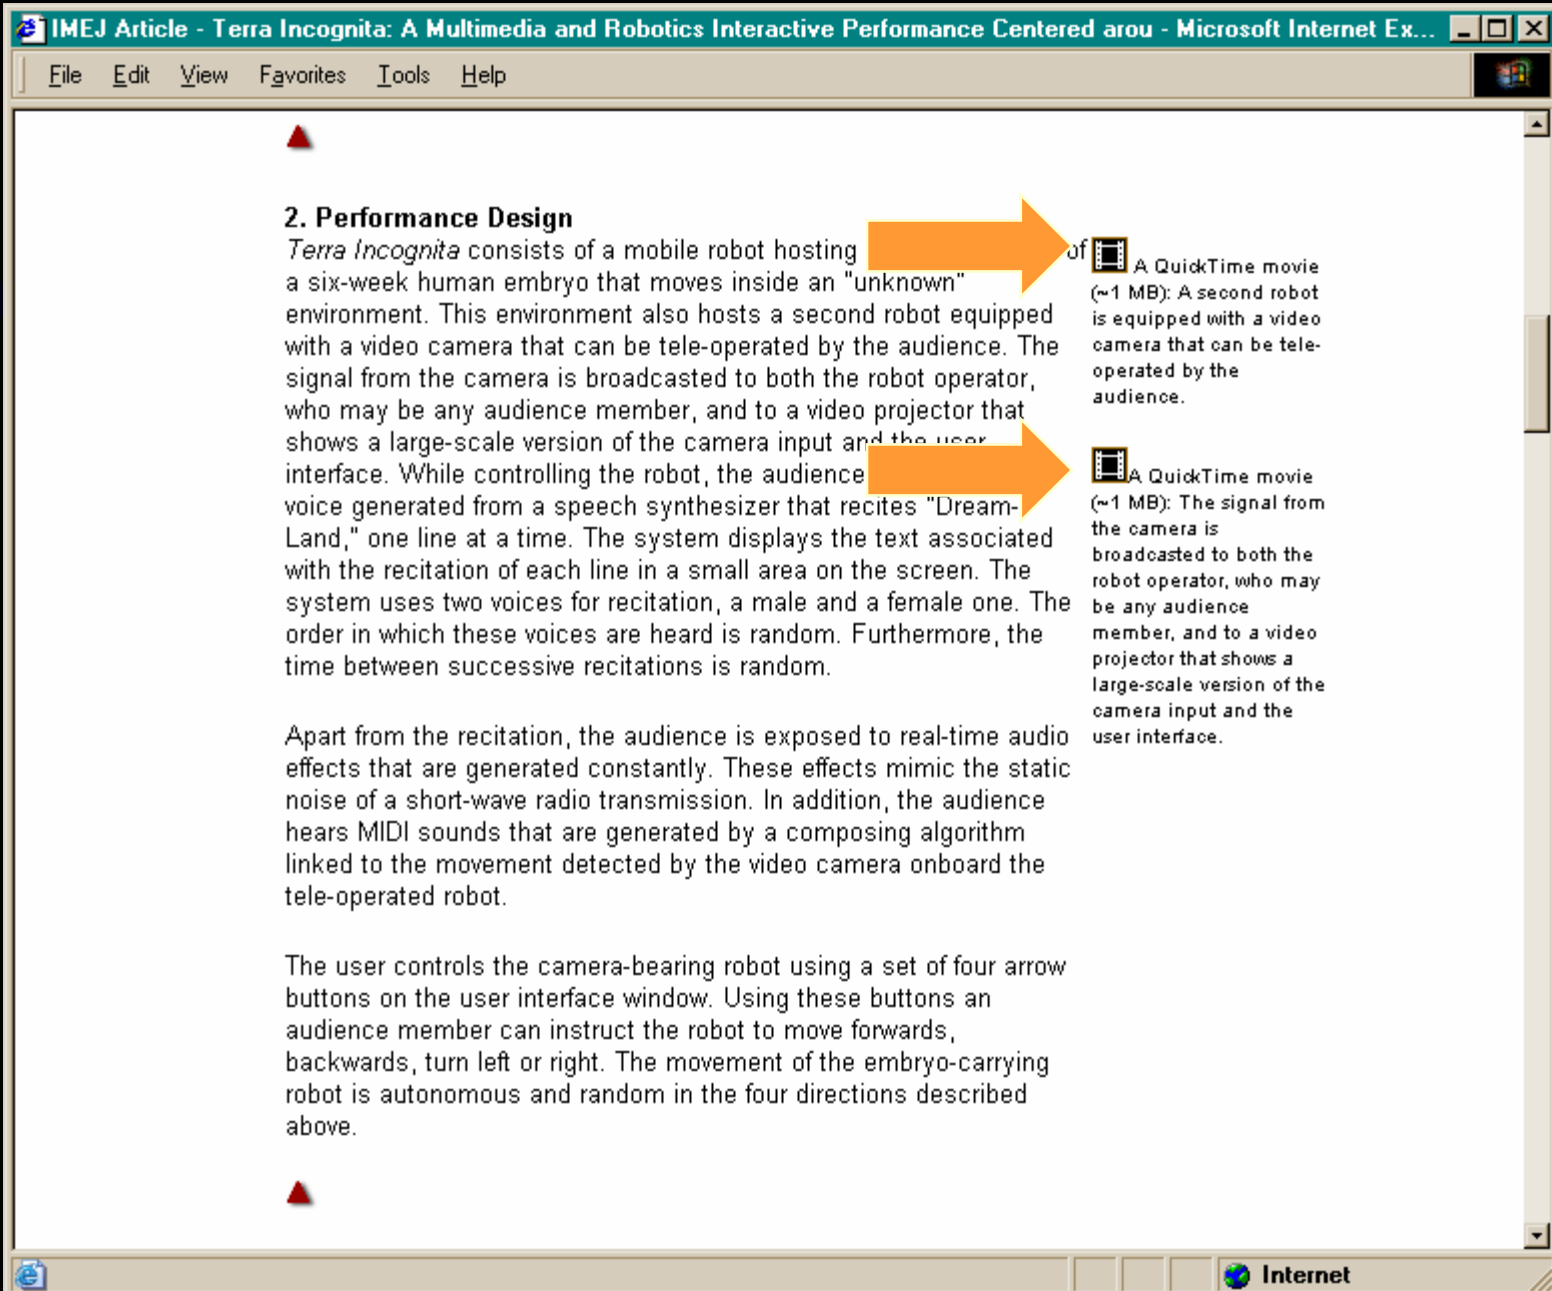 IMEJ Article - Terra Incognita: A Multimedia and Robotics Interactive Performance Centered arou - Microsoft Internet Ex...
File Edit View Favorites Tools Help
2. Performance Design
Terra Incognita consists of a mobile robot hosting of
a six-week human embryo that moves inside an "unknown"
environment. This environment also hosts a second robot equipped
with a video camera that can be tele-operated by the audience. The
signal from the camera is broadcasted to both the robot operator,
who may be any audience member, and to a video projector that
shows a large-scale version of the camera input and the user
interface. While controlling the robot, the audience
voice generated from a speech synthesizer that recites "Dream-
Land," one line at a time. The system displays the text associated
with the recitation of each line in a small area on the screen. The
system uses two voices for recitation, a male and a female one. The
order in which these voices are heard is random. Furthermore, the
time between successive recitations is random.
Apart from the recitation, the audience is exposed to real-time audio
effects that are generated constantly. These effects mimic the static
noise of a short-wave radio transmission. In addition, the audience
hears MIDI sounds that are generated by a composing algorithm
linked to the movement detected by the video camera onboard the
tele-operated robot.
The user controls the camera-bearing robot using a set of four arrow
buttons on the user interface window. Using these buttons an
audience member can instruct the robot to move forwards,
backwards, turn left or right. The movement of the embryo-carrying
robot is autonomous and random in the four directions described
above.
A QuickTime movie
(~1 MB): A second robot
is equipped with a video
camera that can be tele-
operated by the
audience.
A QuickTime movie
(~1 MB): The signal from
the camera is
broadcasted to both the
robot operator, who may
be any audience
member, and to a video
projector that shows a
large-scale version of the
camera input and the
user interface.
Internet